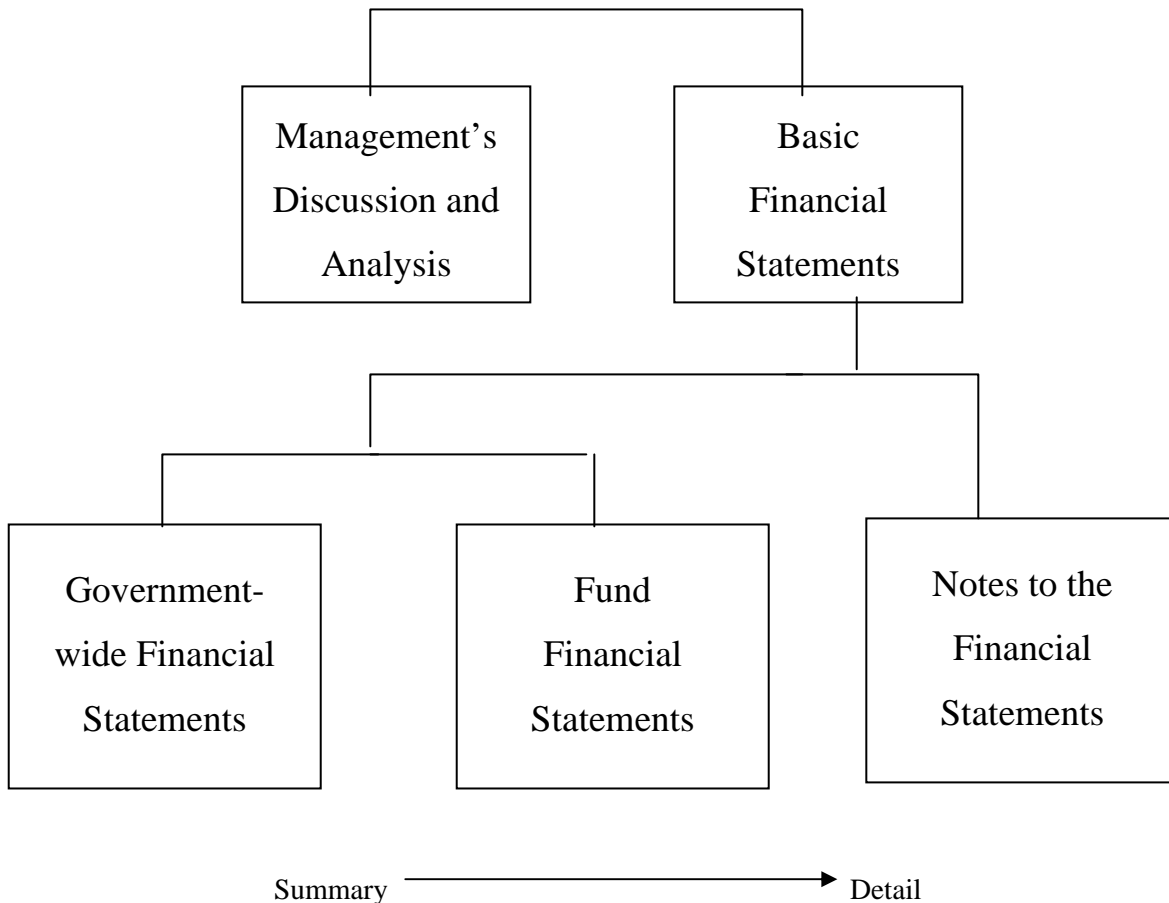 Management’s
Discussion and
Analysis
Basic
Financial
Statements
Government-
wide Financial
Statements
Fund
Financial
Statements
Notes to the
Financial
Statements
Summary
Detail